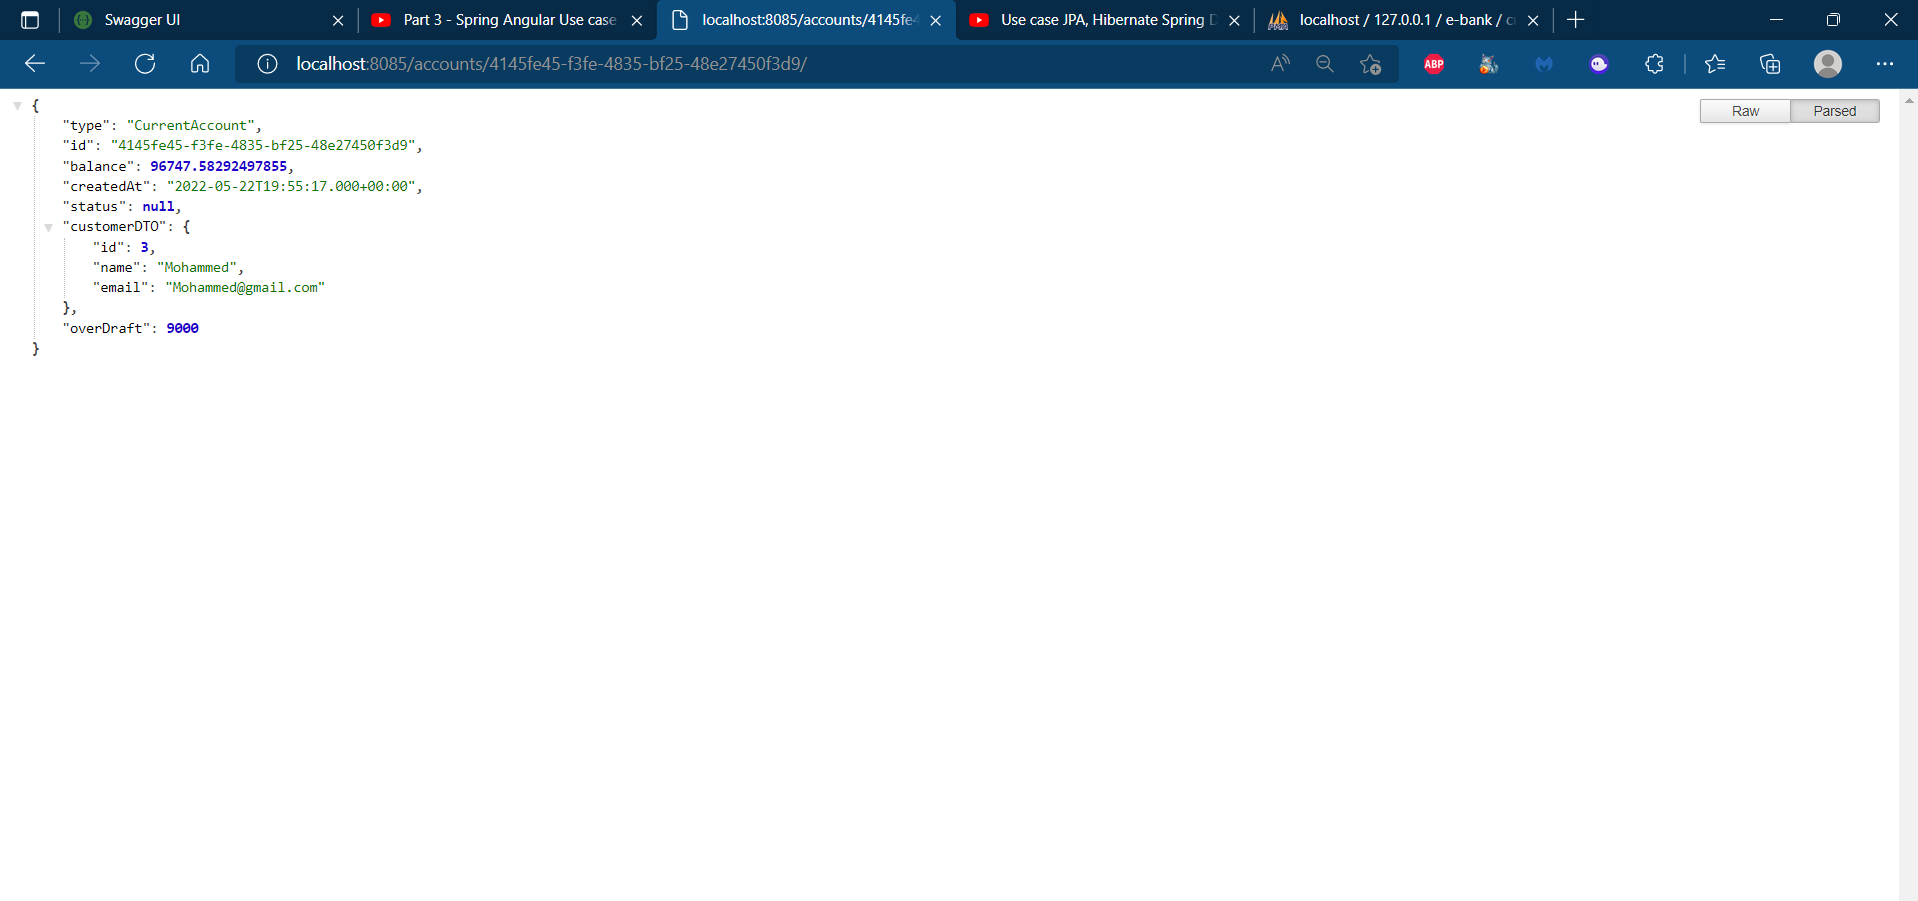 Swagger UI
Part 3 - Spring Angular Use case
localhost:8085/accounts/4145fe4
Use case JPA, Hibernate Spring D
localhost / 127.0.0.1 / e-bank / c
localhost:8085/accounts/4145fe45-f3fe-4835-bf25-48e27450f3d9/
ABP
Raw
Parsed
{
"type": "CurrentAccount",
"id": "4145fe45-f3fe-4835-bf25-48e27450f3d9",
"balance": 96747.58292497855,
"createdAt": "2022-05-22T19:55:17.000+00:00",
"status": null,
"customerDTO": {
"id": 3,
"name": "Mohammed",
"email": "Mohammed@gmail.com"
},
"overDraft": 9000
}